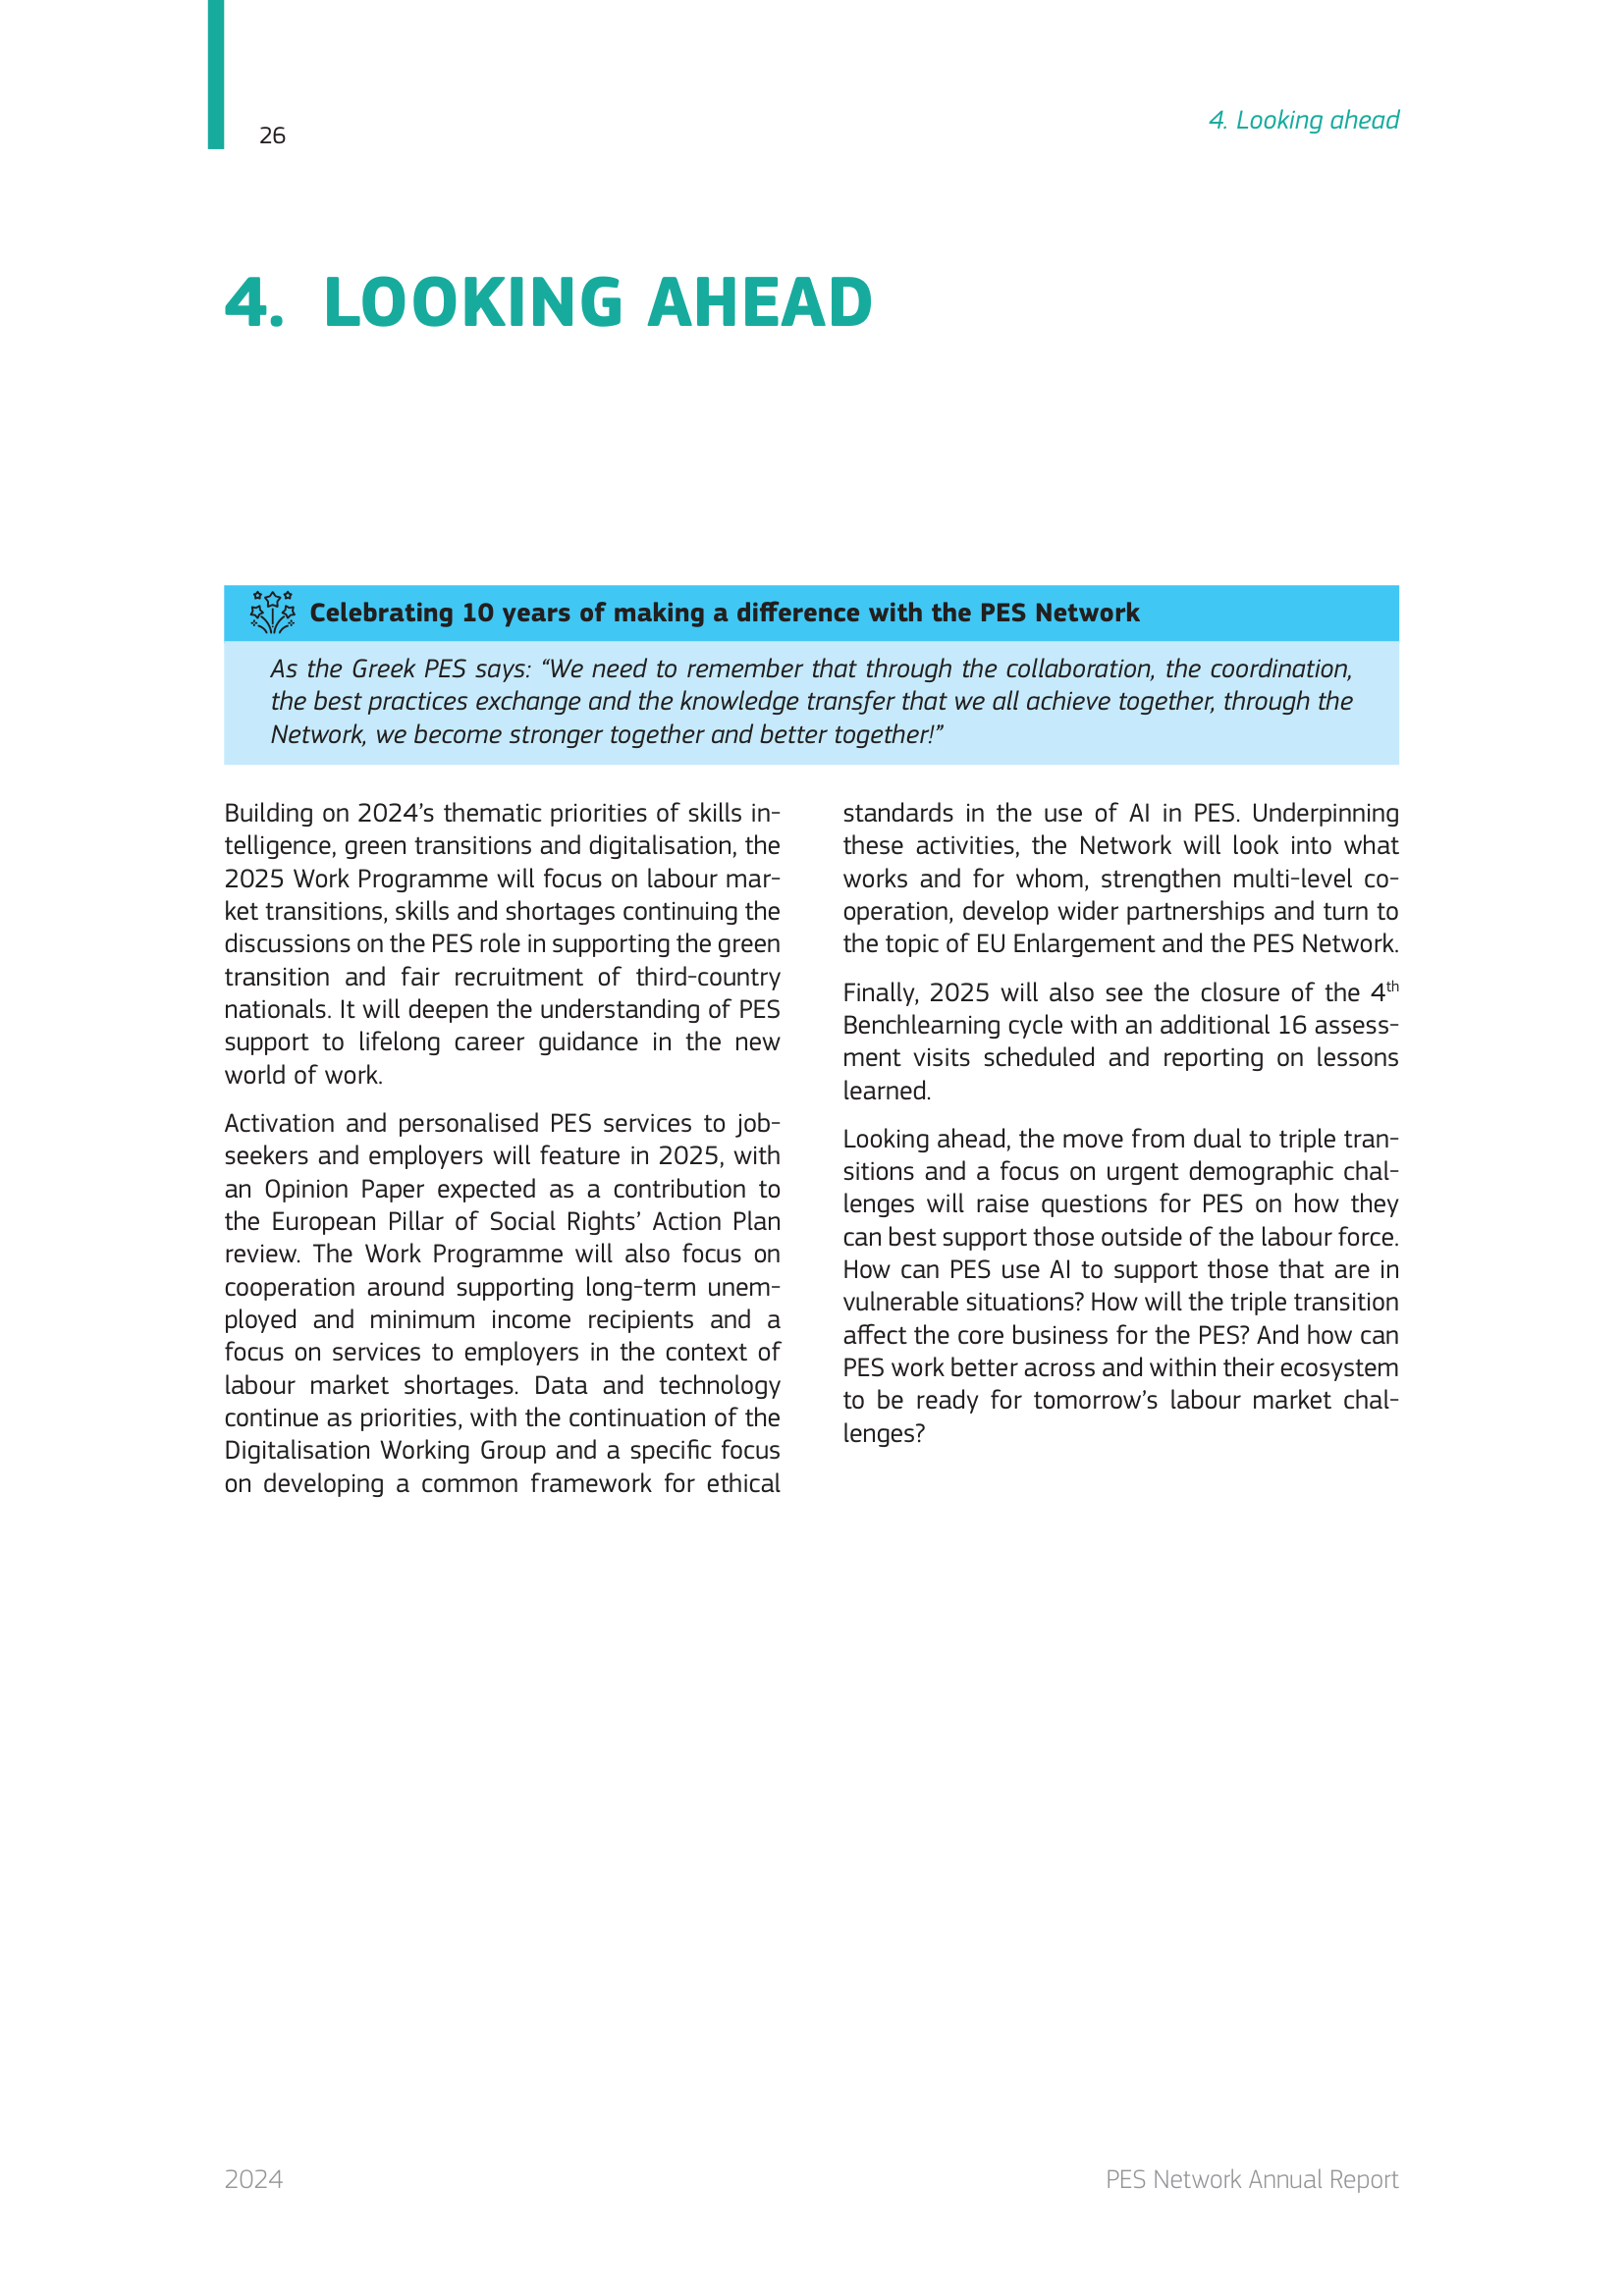 26
4. Looking ahead
4. LOOKING AHEAD
Celebrating 10 years of making a difference with the PES Network
As the Greek PES says: “We need to remember that through the collaboration, the coordination,
the best practices exchange and the knowledge transfer that we all achieve together, through the
Network, we become stronger together and better together!”
Building on 2024’s thematic priorities of skills in-
telligence, green transitions and digitalisation, the
2025 Work Programme will focus on labour mar-
ket transitions, skills and shortages continuing the
discussions on the PES role in supporting the green
transition and fair recruitment of third-country
nationals. It will deepen the understanding of PES
support to lifelong career guidance in the new
world of work.
Activation and personalised PES services to job-
seekers and employers will feature in 2025, with
an Opinion Paper expected as a contribution to
the European Pillar of Social Rights’ Action Plan
review. The Work Programme will also focus on
cooperation around supporting long-term unem-
ployed and minimum income recipients and a
focus on services to employers in the context of
labour market shortages. Data and technology
continue as priorities, with the continuation of the
Digitalisation Working Group and a specific focus
on developing a common framework for ethical
standards in the use of AI in PES. Underpinning
these activities, the Network will look into what
works and for whom, strengthen multi-level co-
operation, develop wider partnerships and turn to
the topic of EU Enlargement and the PES Network.
Finally, 2025 will also see the closure of the 4th
Benchlearning cycle with an additional 16 assess-
ment visits scheduled and reporting on lessons
learned.
Looking ahead, the move from dual to triple tran-
sitions and a focus on urgent demographic chal-
lenges will raise questions for PES on how they
can best support those outside of the labour force.
How can PES use AI to support those that are in
vulnerable situations? How will the triple transition
affect the core business for the PES? And how can
PES work better across and within their ecosystem
to be ready for tomorrow’s labour market chal-
lenges?
2024
PES Network Annual Report